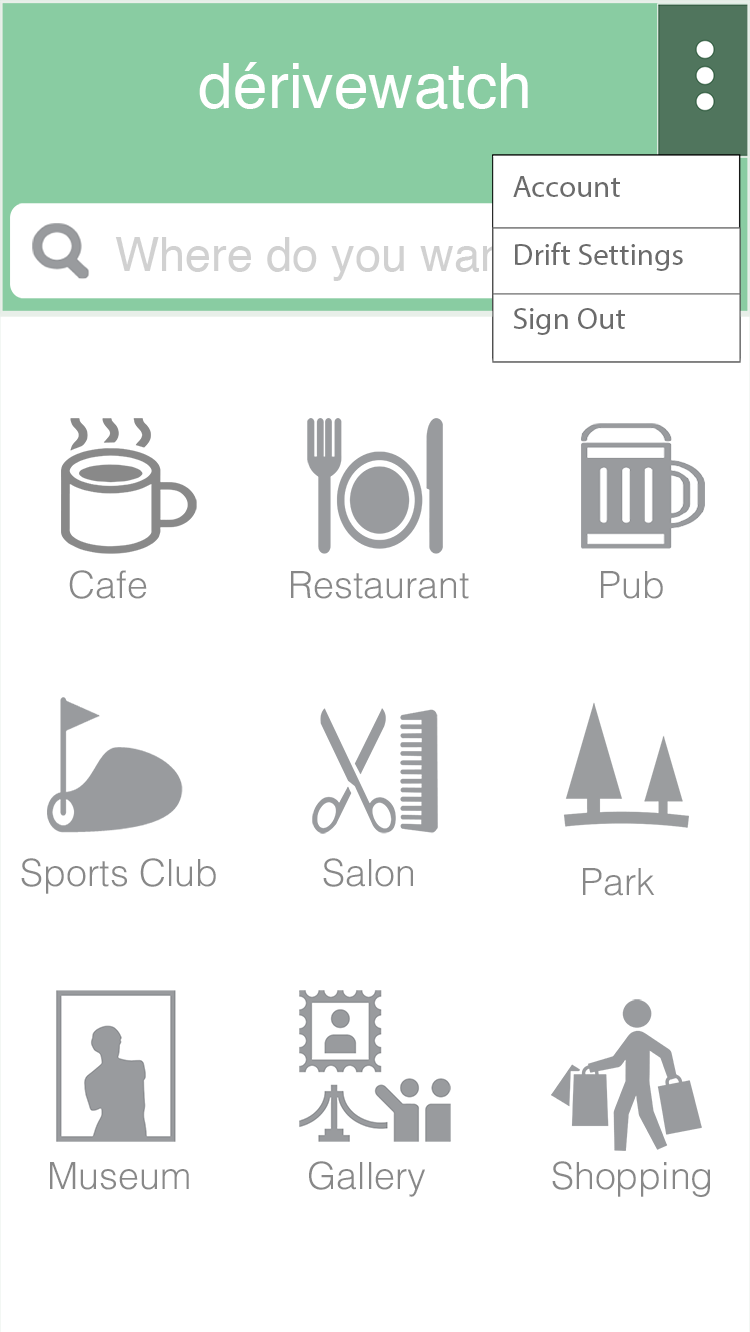 dérivewatch
Account
Where do you wan
Drift Settings
Sign Out
Cafe
Restaurant
Pub
Sports Club
Salon
Park
Museum
Gallery
Shopping